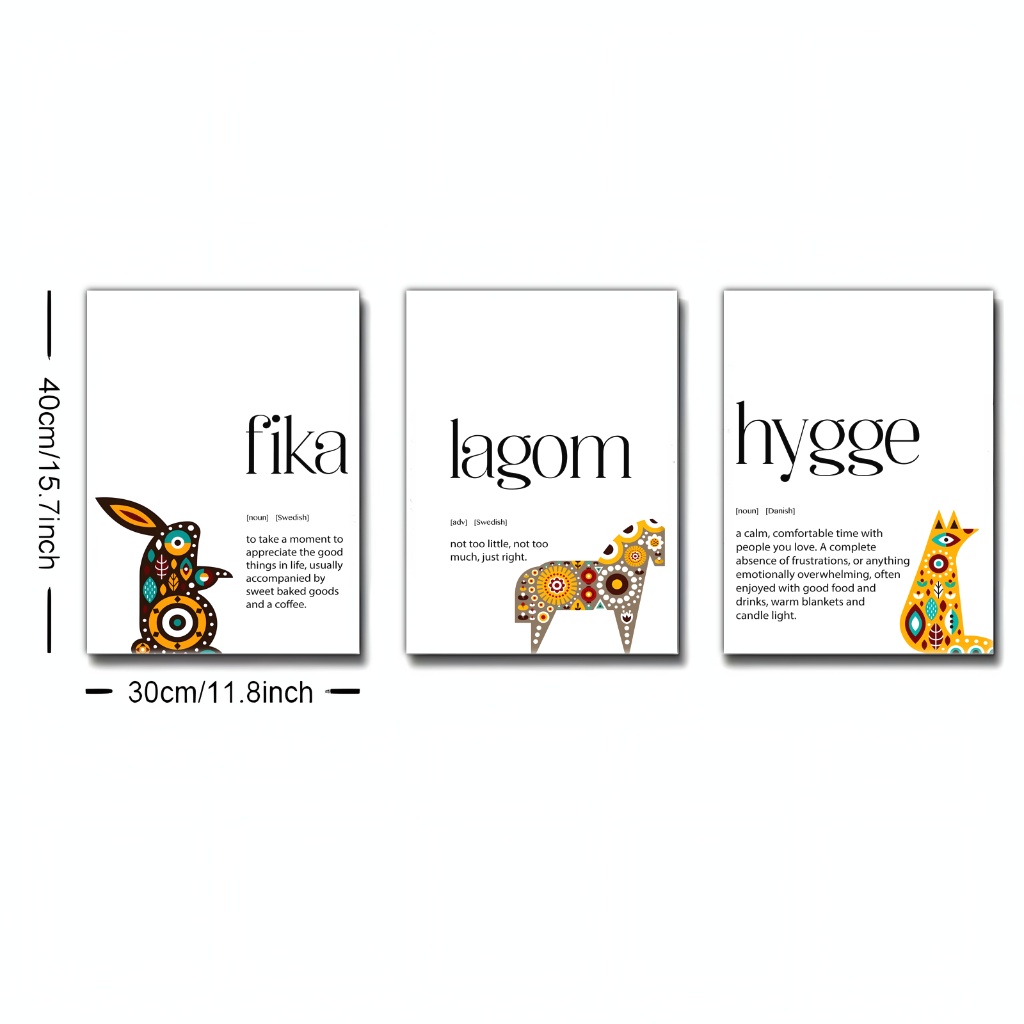 fika
[noun] [Swedish]
to take a moment to
appreciate the good
things in life, usually
accompanied by
sweet baked goods
and a coffee.
lagom
[adv] [Swedish]
not too little, not too
much, just right.
hygge
[noun] [Danish]
a calm, comfortable time with
people you love. A complete
absence of frustrations, or anything
emotionally overwhelming, often
enjoyed with good food and
drinks, warm blankets and
candle light.
40cm/15.7inch
30cm/11.8inch